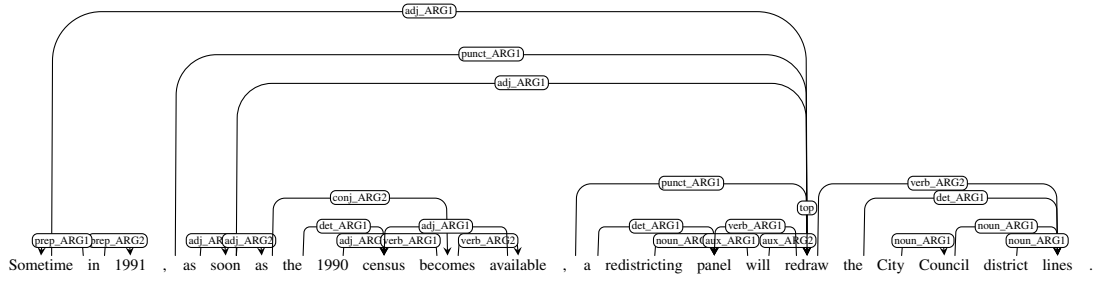 adj_ARG1
punct_ARG1
adj_ARG1
conj_ARG2 punct_ARG1 verb_ARG2
det_ARG1
top
det_ARG1 adj_ARG1 det_ARG1 verb_ARG1 noun_ARG1
prep_ARG1 prep_ARG2 adj_ARG2 verb_ARG1 verb_ARG2 aux_ARG1 aux_ARG2 noun_ARG1 noun_ARG1
Sometime in 1991 , as soon as the 1990 census becomes available , a redistricting panel will redraw the City Council district lines .